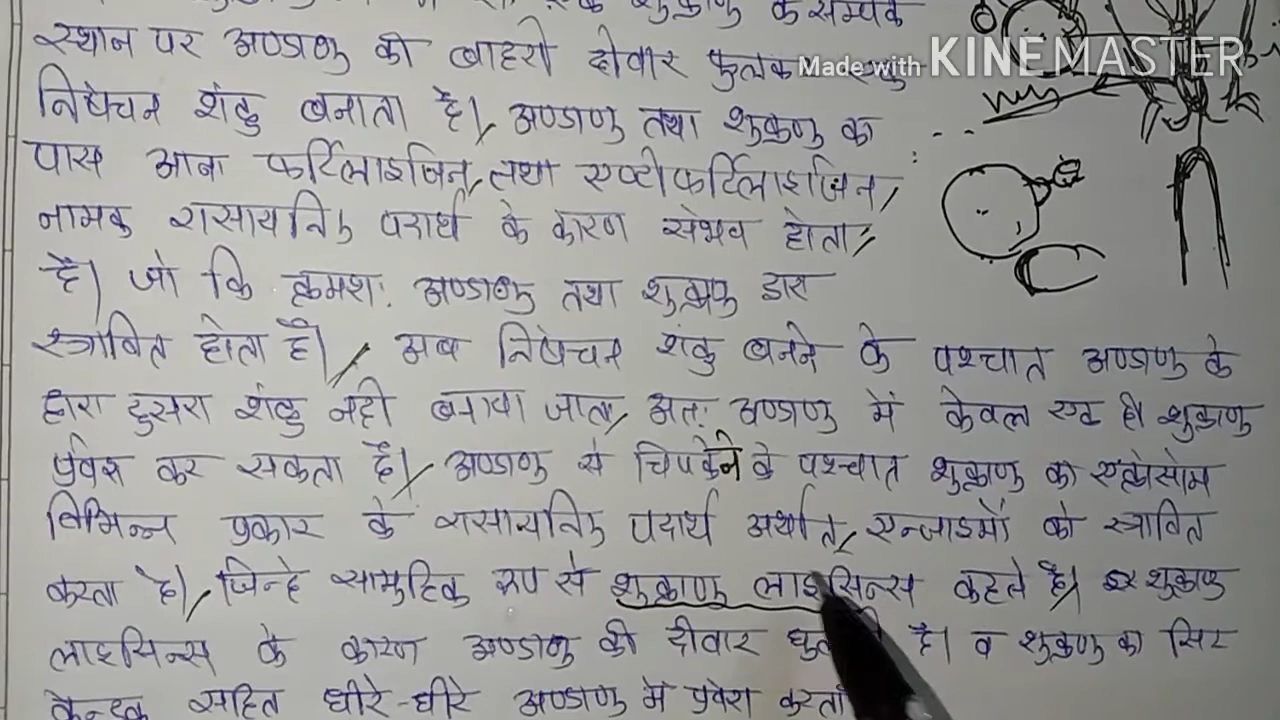 शुक्राणु के सम्पर्क
स्थान पर अण्डाणु की बाहरी दीवार फुलकर
Made with KINEMASTER
निषेचन शंकु बनाता है। अण्डाणु तथा शुक्राणु का
पास आना फर्टिलाइजिन, तथा एण्टीफर्टिलाइजिन,
नामक रासायनिक पदार्थ के कारण संभव होता,
है। जो कि क्रमशः अण्डाणु तथा शुक्राणु द्वारा
स्त्रावित होता है। अब निषेचन शंकु बनने के पश्चात अण्डाणु के
द्वारा दुसरा शंकु नही बनाया जाता, अतः अण्डाणु में केवल एक ही शुक्राणु
प्रवेश कर सकता है। अण्डाणु से चिपकने के पश्चात शुक्राणु का एक्रोसोम
विभिन्न प्रकार के रासायनिक पदार्थ अर्थात, एन्जाइमों को स्त्रावित
करता है। जिन्हे सामुहिक रूप से शुक्राणु लाइसिन्स कहते है। इस शुक्राणु
लाइसिन्स के कारण अण्डाणु की दीवार है। व शुक्राणु का सिर
केन्द्रक सहित धीरे-धीरे अण्डाणु में प्रवेश करता